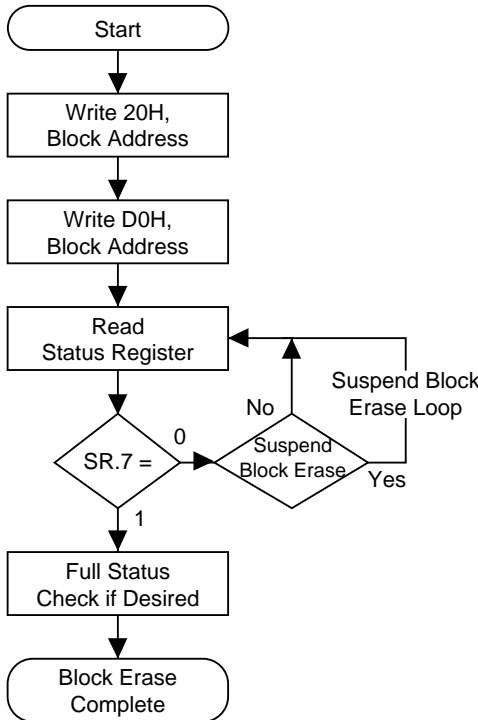 Start
Write 20H,
Block Address
Write D0H,
Block Address
Read
Status Register
Suspend Block
Erase Loop
No
0
SR.7 =
Suspend
Block Erase
Yes
1
Full Status
Check if Desired
Block Erase
Complete